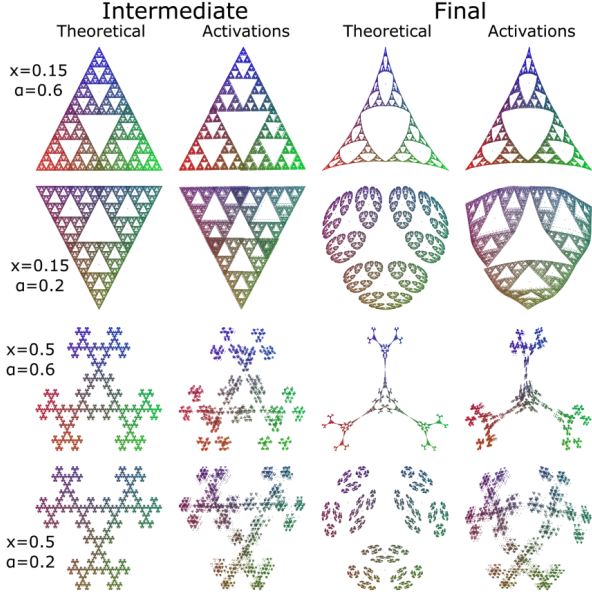 Intermediate Final
Theoretical Activations Theoretical Activations
x=0.15
α=0.6
x=0.15
α=0.2
x=0.5
α=0.6
x=0.5
α=0.2